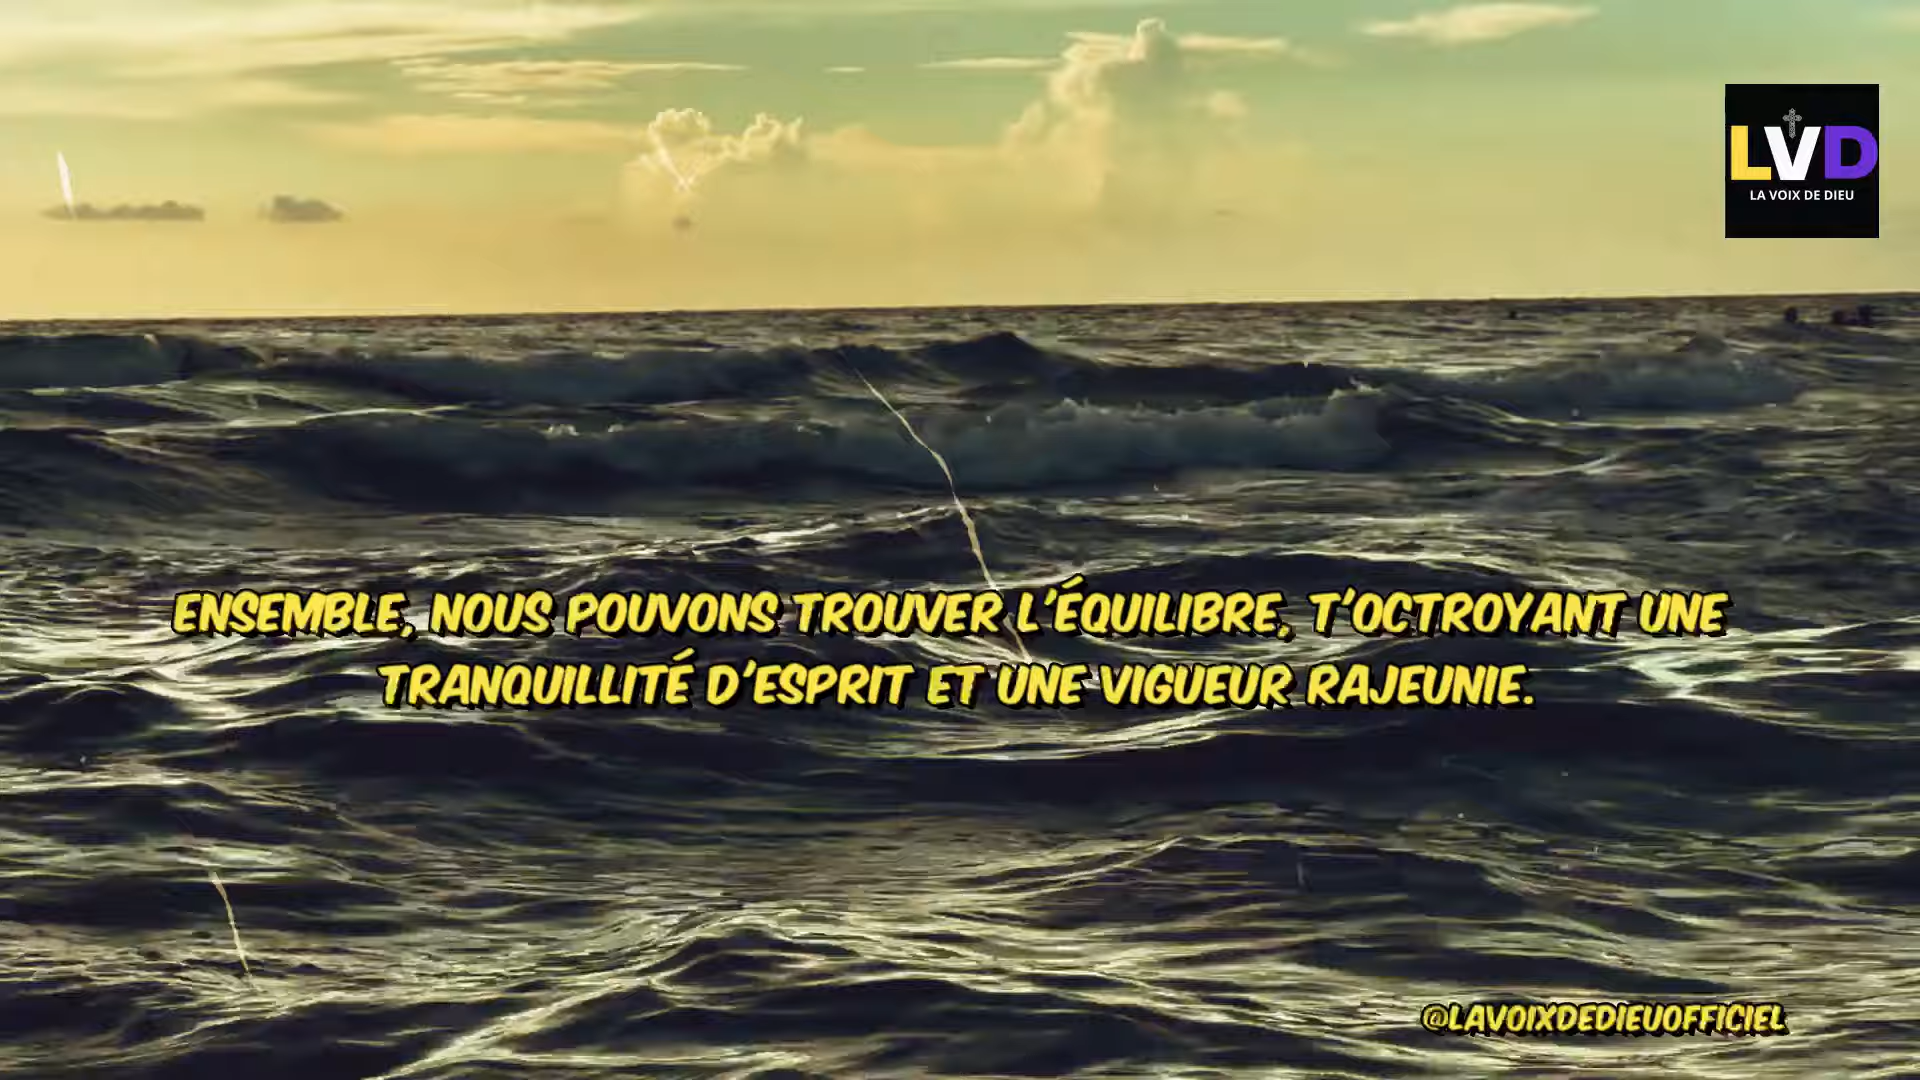 LVD
LA VOIX DE DIEU
ENSEMBLE, NOUS POUVONS TROUVER L'ÉQUILIBRE, T'OCTROYANT UNE
TRANQUILLITÉ D'ESPRIT ET UNE VIGUEUR RAJEUNIE.
@LAVOIXDEDIEUOFFICIEL